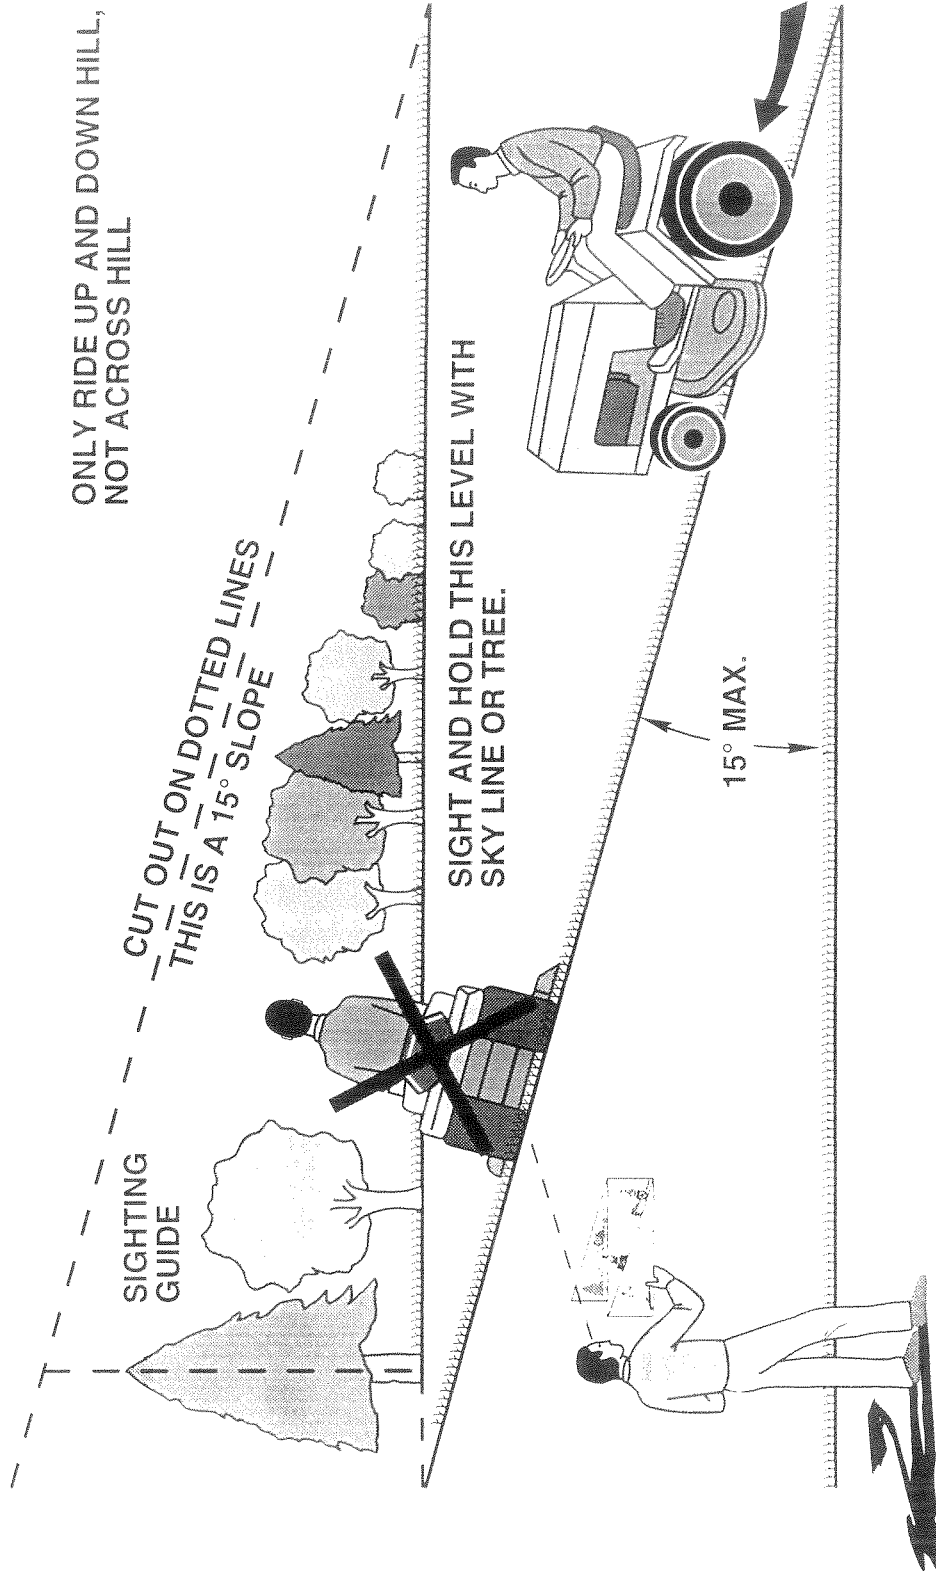 ONLY RIDE UP AND DOWN HILL,
NOT ACROSS HILL
CUT OUT ON DOTTED LINES
THIS IS A 15° SLOPE
SIGHTING
GUIDE
SIGHT AND HOLD THIS LEVEL WITH
SKY LINE OR TREE.
15° MAX.